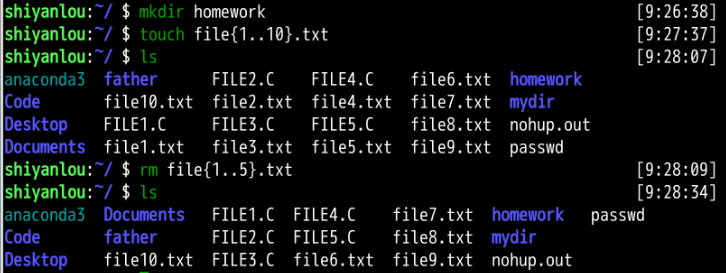 shiyanlou:~/ $ mkdir homework [9:26:38]
shiyanlou:~/ $ touch file{1..10}.txt [9:27:37]
shiyanlou:~/ $ ls [9:28:07]
anaconda3 father FILE2.C FILE4.C file6.txt homework
Code file10.txt file2.txt file4.txt file7.txt mydir
Desktop FILE1.C FILE3.C FILE5.C file8.txt nohup.out
Documents file1.txt file3.txt file5.txt file9.txt passwd
shiyanlou:~/ $ rm file{1..5}.txt [9:28:09]
shiyanlou:~/ $ ls [9:28:34]
anaconda3 Documents FILE1.C FILE4.C file7.txt homework passwd
Code father FILE2.C FILE5.C file8.txt mydir
Desktop file10.txt FILE3.C file6.txt file9.txt nohup.out